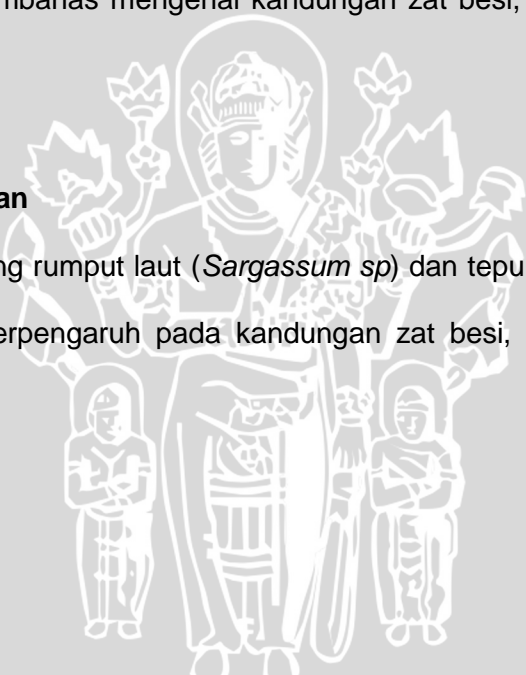 mbahas mengenai kandungan zat besi,
an
ng rumput laut (Sargassum sp) dan tepu
erpengaruh pada kandungan zat besi,